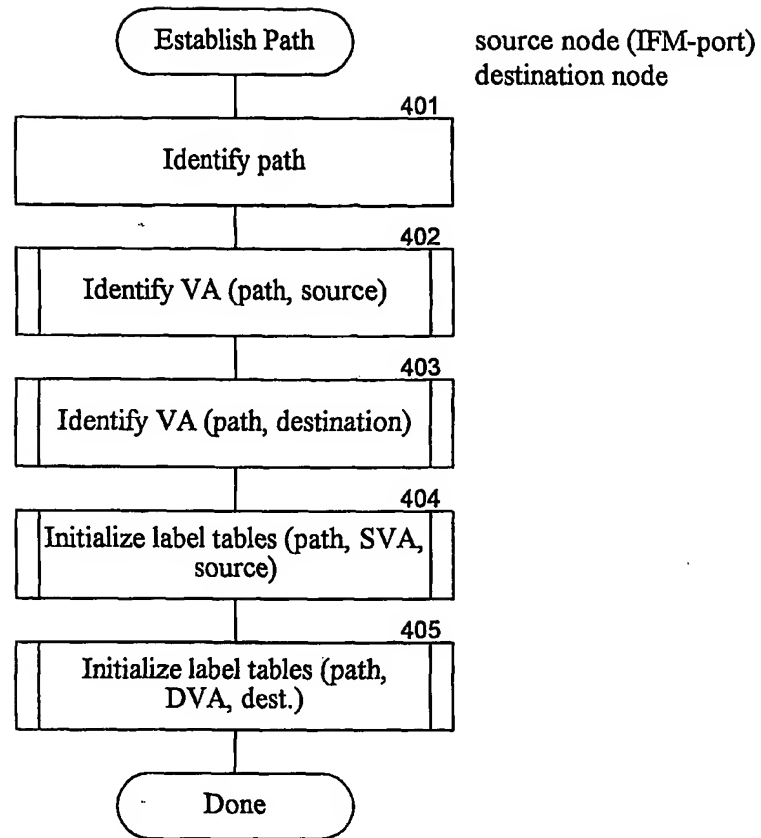 Establish Path
source node (IFM-port)
destination node
401
Identify path
402
Identify VA (path, source)
403
Identify VA (path, destination)
404
Initialize label tables (path, SVA,
source)
405
Initialize label tables (path,
DVA, dest.)
Done